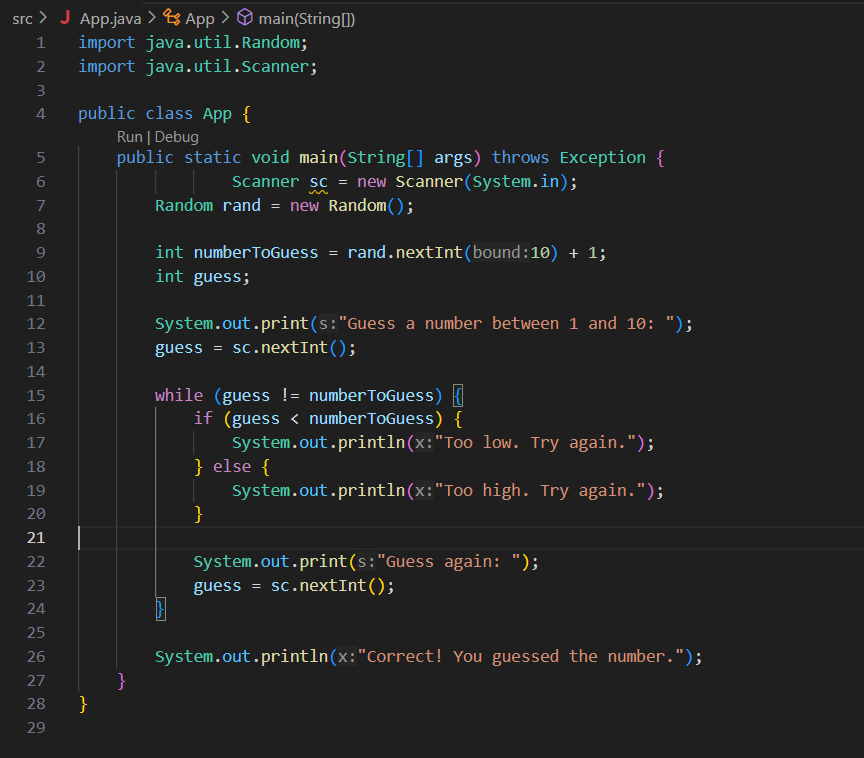 src > J App.java > App > main(String[])
1 import java.util.Random;
2 import java.util.Scanner;
3
4 public class App {
Run | Debug
5     public static void main(String[] args) throws Exception {
6             Scanner sc = new Scanner(System.in);
7         Random rand = new Random();
8
9         int numberToGuess = rand.nextInt(bound:10) + 1;
10         int guess;
11
12         System.out.print(s:"Guess a number between 1 and 10: ");
13         guess = sc.nextInt();
14
15         while (guess != numberToGuess) {
16             if (guess < numberToGuess) {
17                 System.out.println(x:"Too low. Try again.");
18             } else {
19                 System.out.println(x:"Too high. Try again.");
20             }
21
22             System.out.print(s:"Guess again: ");
23             guess = sc.nextInt();
24         }
25
26         System.out.println(x:"Correct! You guessed the number.");
27     }
28 }
29